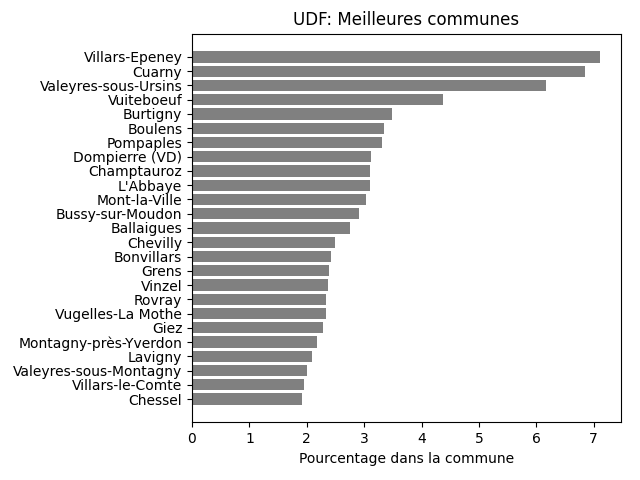 UDF: Meilleures communes
Villars-Epeney
Cuarny
Valeyres-sous-Ursins
Vuiteboeuf
Burtigny
Boulens
Pompaples
Dompierre (VD)
Champtauroz
L'Abbaye
Mont-la-Ville
Bussy-sur-Moudon
Ballaigues
Chevilly
Bonvillars
Grens
Vinzel
Rovray
Vugelles-La Mothe
Giez
Montagny-près-Yverdon
Lavigny
Valeyres-sous-Montagny
Villars-le-Comte
Chessel
0 1 2 3 4 5 6 7
Pourcentage dans la commune